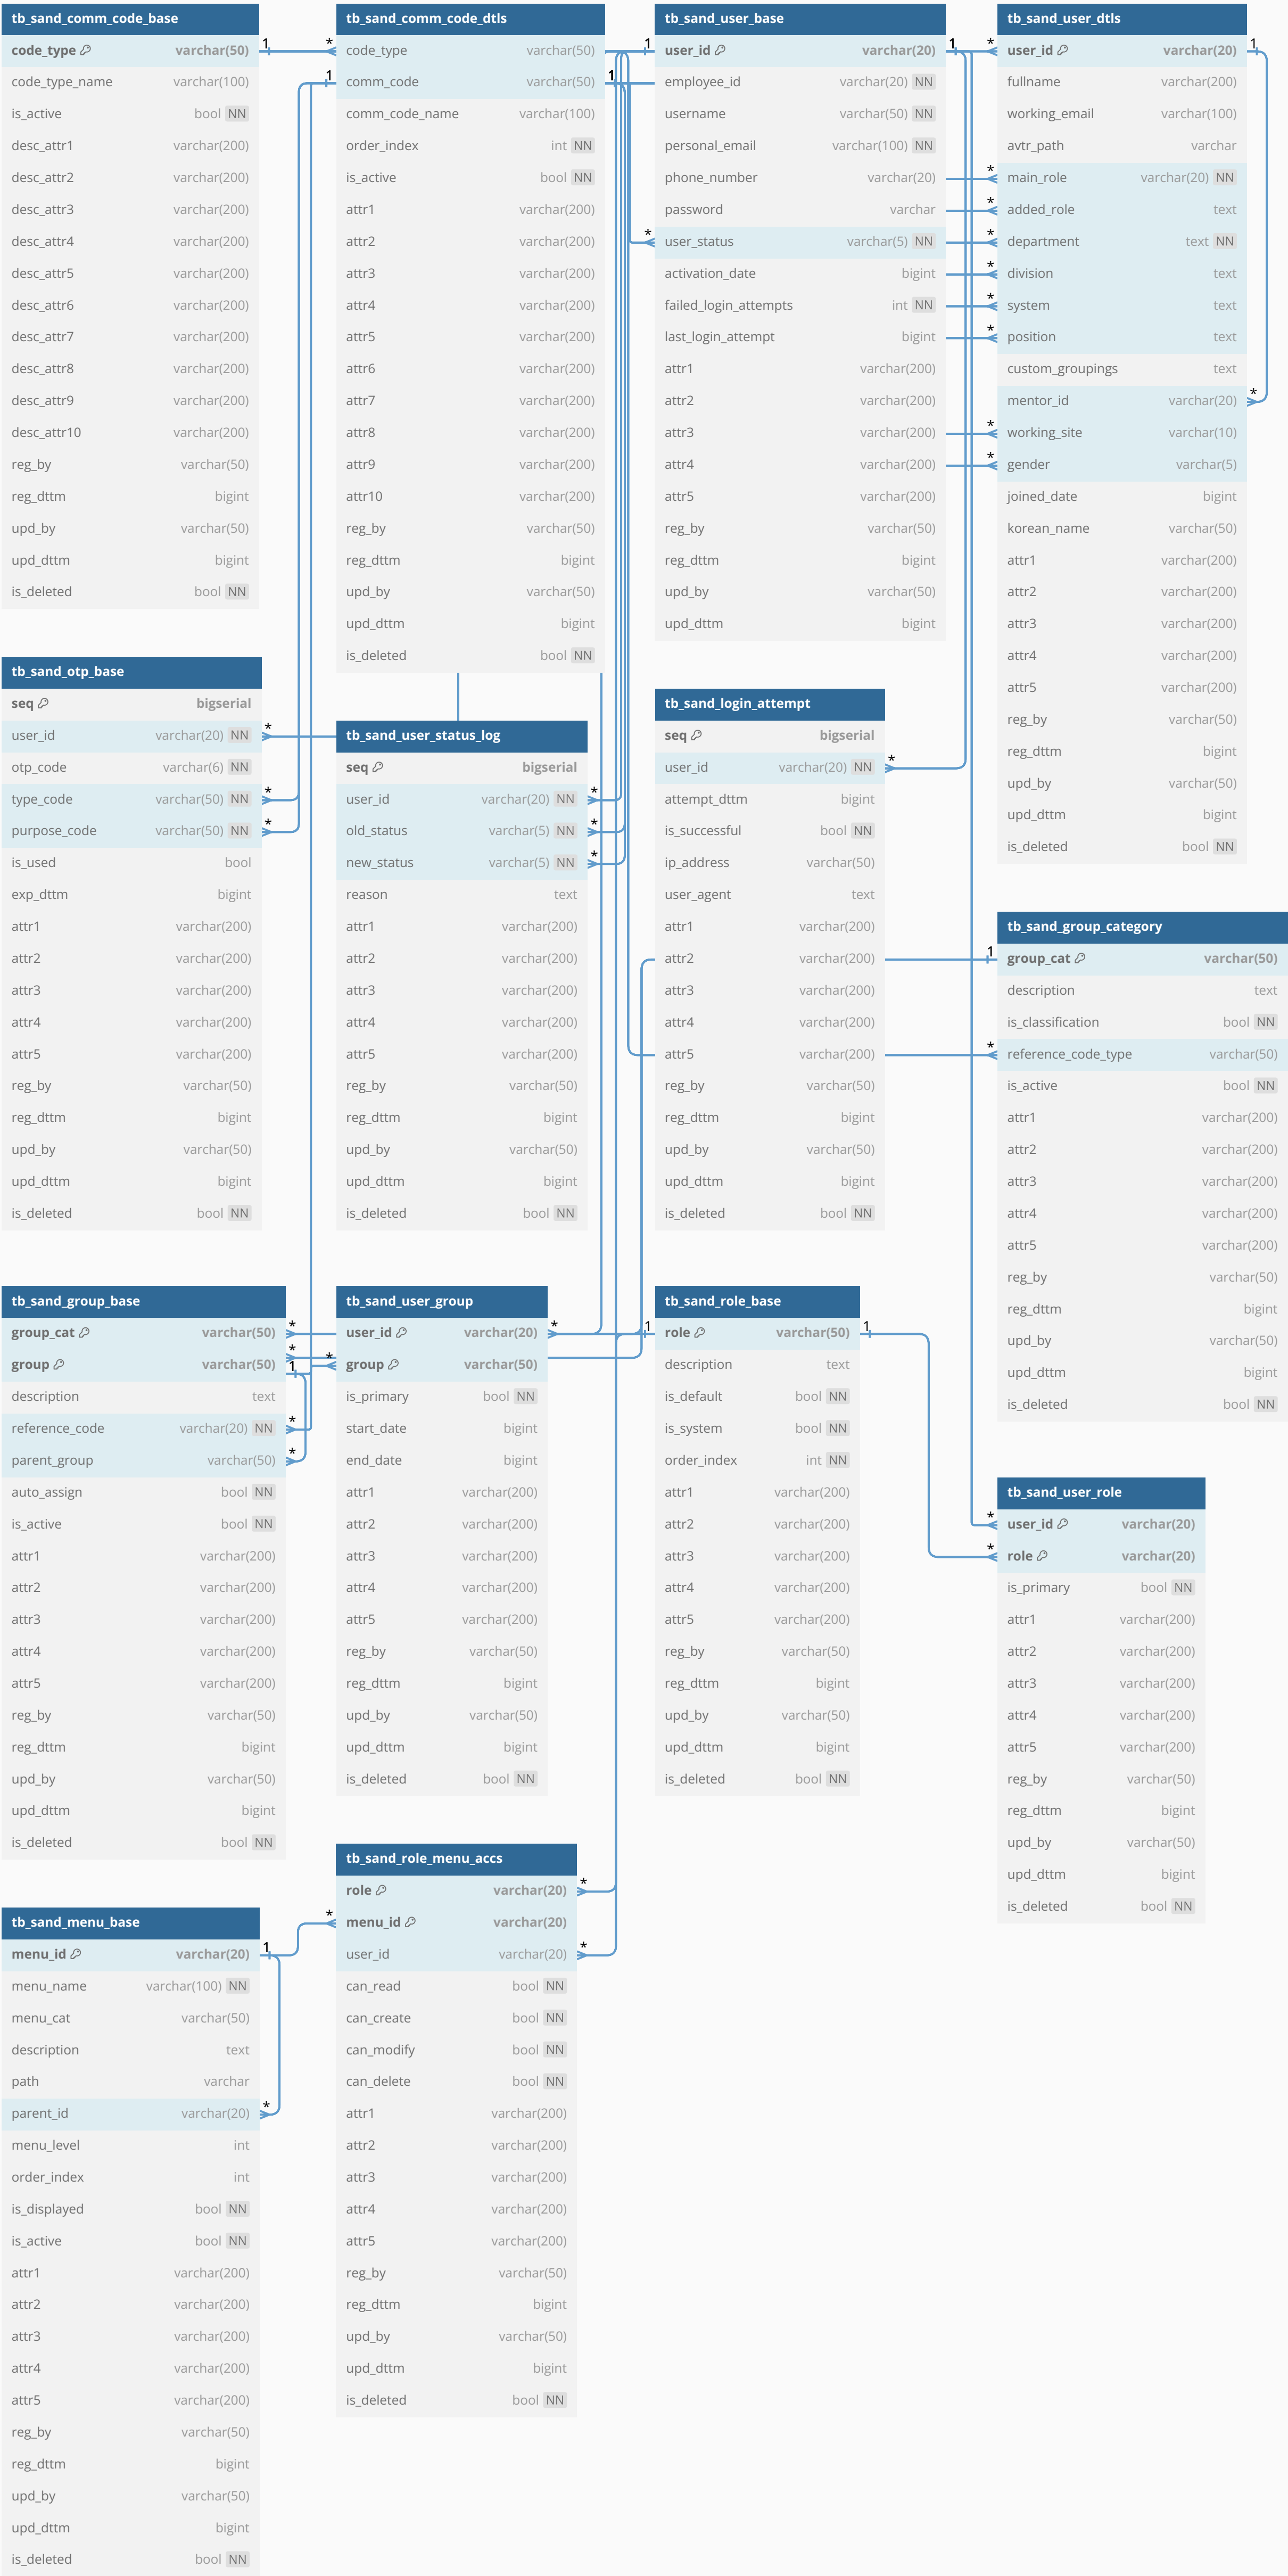 tb_sand_comm_code_base
code_type varchar(50)
code_type_name varchar(100)
is_active bool NN
desc_attr1 varchar(200)
desc_attr2 varchar(200)
desc_attr3 varchar(200)
desc_attr4 varchar(200)
desc_attr5 varchar(200)
desc_attr6 varchar(200)
desc_attr7 varchar(200)
desc_attr8 varchar(200)
desc_attr9 varchar(200)
desc_attr10 varchar(200)
reg_by varchar(50)
reg_dttm bigint
upd_by varchar(50)
upd_dttm bigint
is_deleted bool NN
tb_sand_comm_code_dtls
code_type varchar(50)
comm_code varchar(50)
comm_code_name varchar(100)
order_index int NN
is_active bool NN
attr1 varchar(200)
attr2 varchar(200)
attr3 varchar(200)
attr4 varchar(200)
attr5 varchar(200)
attr6 varchar(200)
attr7 varchar(200)
attr8 varchar(200)
attr9 varchar(200)
attr10 varchar(200)
reg_by varchar(50)
reg_dttm bigint
upd_by varchar(50)
upd_dttm bigint
is_deleted bool NN
tb_sand_user_base
user_id varchar(20)
employee_id varchar(20) NN
username varchar(50) NN
personal_email varchar(100) NN
phone_number varchar(20)
password varchar
user_status varchar(5) NN
activation_date bigint
failed_login_attempts int NN
last_login_attempt bigint
attr1 varchar(200)
attr2 varchar(200)
attr3 varchar(200)
attr4 varchar(200)
attr5 varchar(200)
reg_by varchar(50)
reg_dttm bigint
upd_by varchar(50)
upd_dttm bigint
tb_sand_user_dtls
user_id varchar(20)
fullname varchar(200)
working_email varchar(100)
avtr_path varchar
main_role varchar(20) NN
added_role text
department text NN
division text
system text
position text
custom_groupings text
mentor_id varchar(20)
working_site varchar(10)
gender varchar(5)
joined_date bigint
korean_name varchar(50)
attr1 varchar(200)
attr2 varchar(200)
attr3 varchar(200)
attr4 varchar(200)
attr5 varchar(200)
reg_by varchar(50)
reg_dttm bigint
upd_by varchar(50)
upd_dttm bigint
is_deleted bool NN
tb_sand_otp_base
seq bigserial
user_id varchar(20) NN
otp_code varchar(6) NN
type_code varchar(50) NN
purpose_code varchar(50) NN
is_used bool
exp_dttm bigint
attr1 varchar(200)
attr2 varchar(200)
attr3 varchar(200)
attr4 varchar(200)
attr5 varchar(200)
reg_by varchar(50)
reg_dttm bigint
upd_by varchar(50)
upd_dttm bigint
is_deleted bool NN
tb_sand_user_status_log
seq bigserial
user_id varchar(20) NN
old_status varchar(5) NN
new_status varchar(5) NN
reason text
attr1 varchar(200)
attr2 varchar(200)
attr3 varchar(200)
attr4 varchar(200)
attr5 varchar(200)
reg_by varchar(50)
reg_dttm bigint
upd_by varchar(50)
upd_dttm bigint
is_deleted bool NN
tb_sand_login_attempt
seq bigserial
user_id varchar(20) NN
attempt_dttm bigint
is_successful bool NN
ip_address varchar(50)
user_agent text
attr1 varchar(200)
attr2 varchar(200)
attr3 varchar(200)
attr4 varchar(200)
attr5 varchar(200)
reg_by varchar(50)
reg_dttm bigint
upd_by varchar(50)
upd_dttm bigint
is_deleted bool NN
tb_sand_group_category
group_cat varchar(50)
description text
is_classification bool NN
reference_code_type varchar(50)
is_active bool NN
attr1 varchar(200)
attr2 varchar(200)
attr3 varchar(200)
attr4 varchar(200)
attr5 varchar(200)
reg_by varchar(50)
reg_dttm bigint
upd_by varchar(50)
upd_dttm bigint
is_deleted bool NN
tb_sand_group_base
group_cat varchar(50)
group varchar(50)
description text
reference_code varchar(20) NN
parent_group varchar(50)
auto_assign bool NN
is_active bool NN
attr1 varchar(200)
attr2 varchar(200)
attr3 varchar(200)
attr4 varchar(200)
attr5 varchar(200)
reg_by varchar(50)
reg_dttm bigint
upd_by varchar(50)
upd_dttm bigint
is_deleted bool NN
tb_sand_user_group
user_id varchar(20)
group varchar(50)
is_primary bool NN
start_date bigint
end_date bigint
attr1 varchar(200)
attr2 varchar(200)
attr3 varchar(200)
attr4 varchar(200)
attr5 varchar(200)
reg_by varchar(50)
reg_dttm bigint
upd_by varchar(50)
upd_dttm bigint
is_deleted bool NN
tb_sand_role_base
role varchar(50)
description text
is_default bool NN
is_system bool NN
order_index int NN
attr1 varchar(200)
attr2 varchar(200)
attr3 varchar(200)
attr4 varchar(200)
attr5 varchar(200)
reg_by varchar(50)
reg_dttm bigint
upd_by varchar(50)
upd_dttm bigint
is_deleted bool NN
tb_sand_user_role
user_id varchar(20)
role varchar(20)
is_primary bool NN
attr1 varchar(200)
attr2 varchar(200)
attr3 varchar(200)
attr4 varchar(200)
attr5 varchar(200)
reg_by varchar(50)
reg_dttm bigint
upd_by varchar(50)
upd_dttm bigint
is_deleted bool NN
tb_sand_menu_base
menu_id varchar(20)
menu_name varchar(100) NN
menu_cat varchar(50)
description text
path varchar
parent_id varchar(20)
menu_level int
order_index int
is_displayed bool NN
is_active bool NN
attr1 varchar(200)
attr2 varchar(200)
attr3 varchar(200)
attr4 varchar(200)
attr5 varchar(200)
reg_by varchar(50)
reg_dttm bigint
upd_by varchar(50)
upd_dttm bigint
is_deleted bool NN
tb_sand_role_menu_accs
role varchar(20)
menu_id varchar(20)
user_id varchar(20)
can_read bool NN
can_create bool NN
can_modify bool NN
can_delete bool NN
attr1 varchar(200)
attr2 varchar(200)
attr3 varchar(200)
attr4 varchar(200)
attr5 varchar(200)
reg_by varchar(50)
reg_dttm bigint
upd_by varchar(50)
upd_dttm bigint
is_deleted bool NN